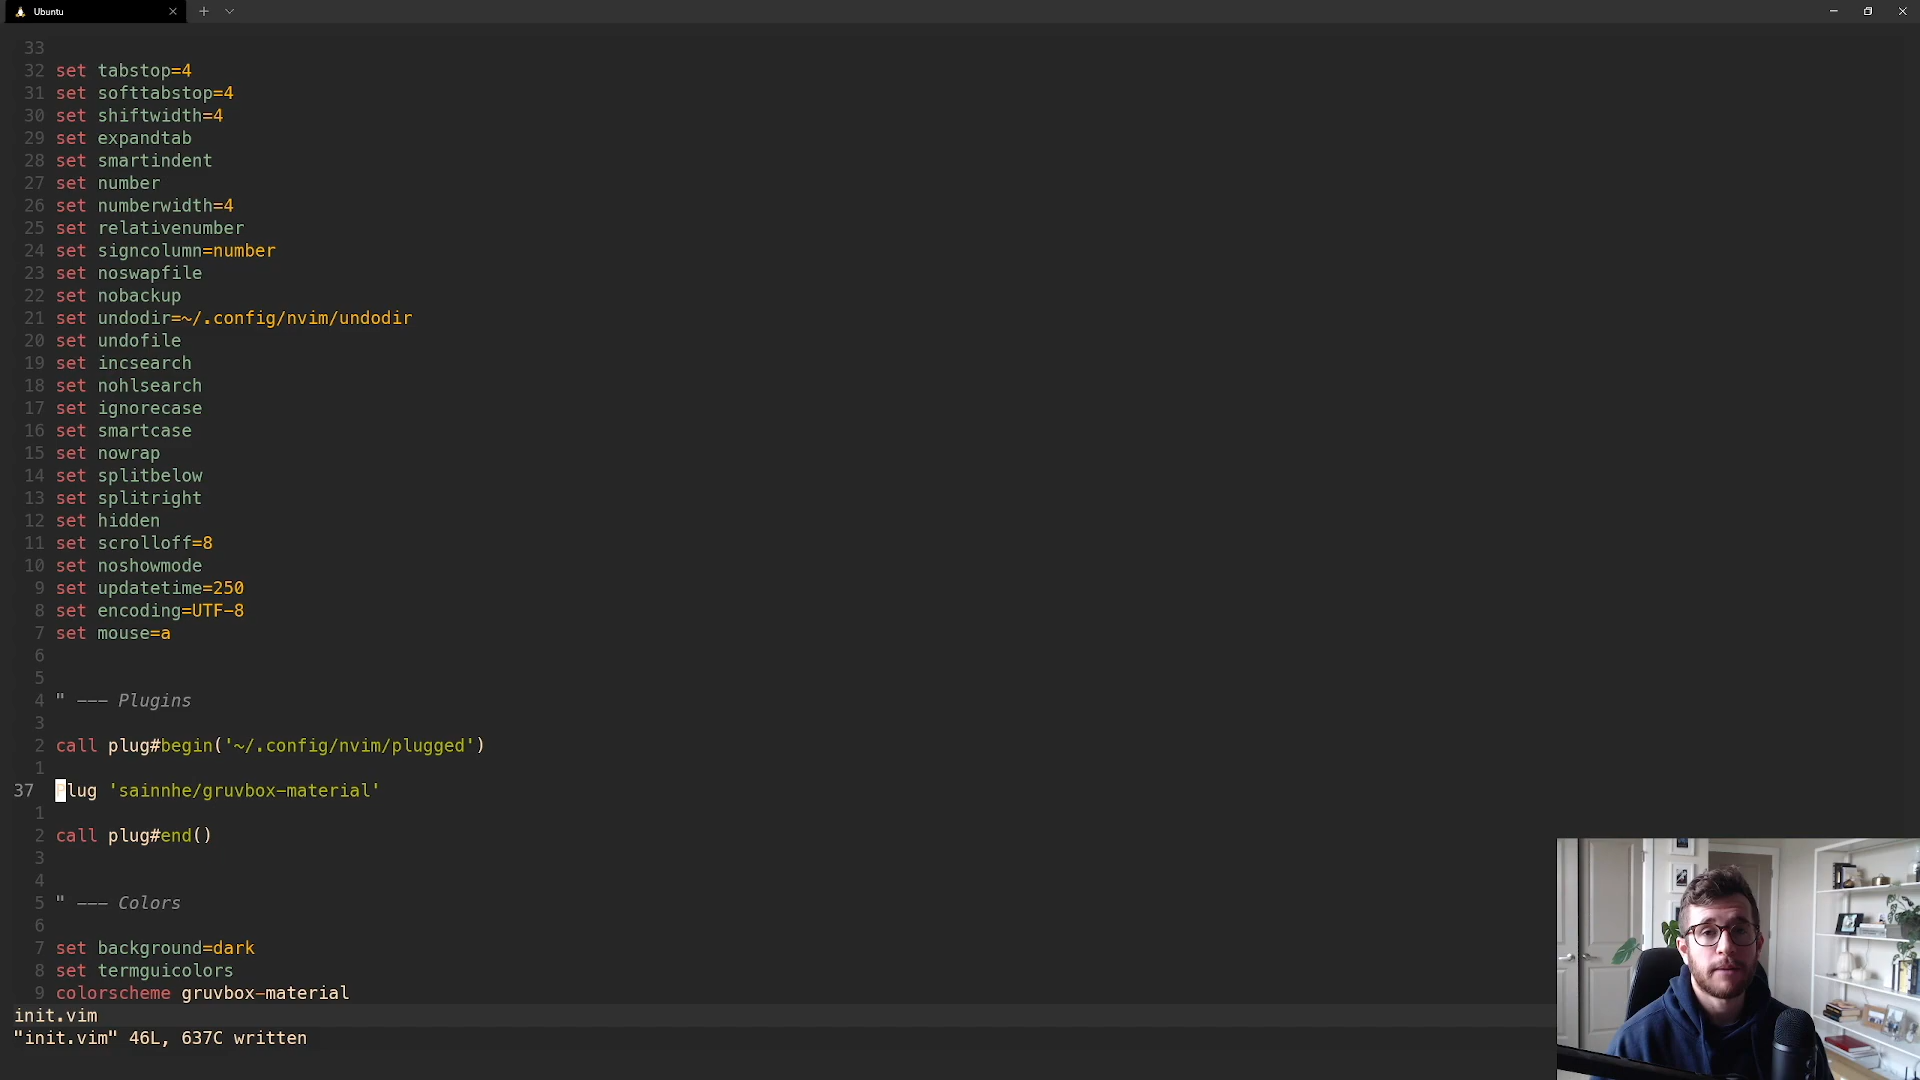 Ubuntu
33
32 set tabstop=4
31 set softtabstop=4
30 set shiftwidth=4
29 set expandtab
28 set smartindent
27 set number
26 set numberwidth=4
25 set relativenumber
24 set signcolumn=number
23 set noswapfile
22 set nobackup
21 set undodir=~/.config/nvim/undodir
20 set undofile
19 set incsearch
18 set nohlsearch
17 set ignorecase
16 set smartcase
15 set nowrap
14 set splitbelow
13 set splitright
12 set hidden
11 set scrolloff=8
10 set noshowmode
9 set updatetime=250
8 set encoding=UTF-8
7 set mouse=a
6
5
4 " --- Plugins
3
2 call plug#begin('~/.config/nvim/plugged')
1
37 Plug 'sainnhe/gruvbox-material'
1
2 call plug#end()
3
4
5 " --- Colors
6
7 set background=dark
8 set termguicolors
9 colorscheme gruvbox-material
init.vim
"init.vim" 46L, 637C written